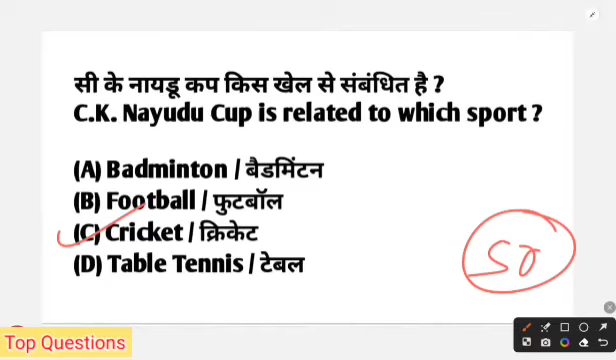 सी के नायडू कप किस खेल से संबंधित है ?
C.K. Nayudu Cup is related to which sport ?
(A) Badminton / बैडमिंटन
(B) Football / फुटबॉल
(C) Cricket / क्रिकेट
(D) Table Tennis / टेबल
50
Top Questions